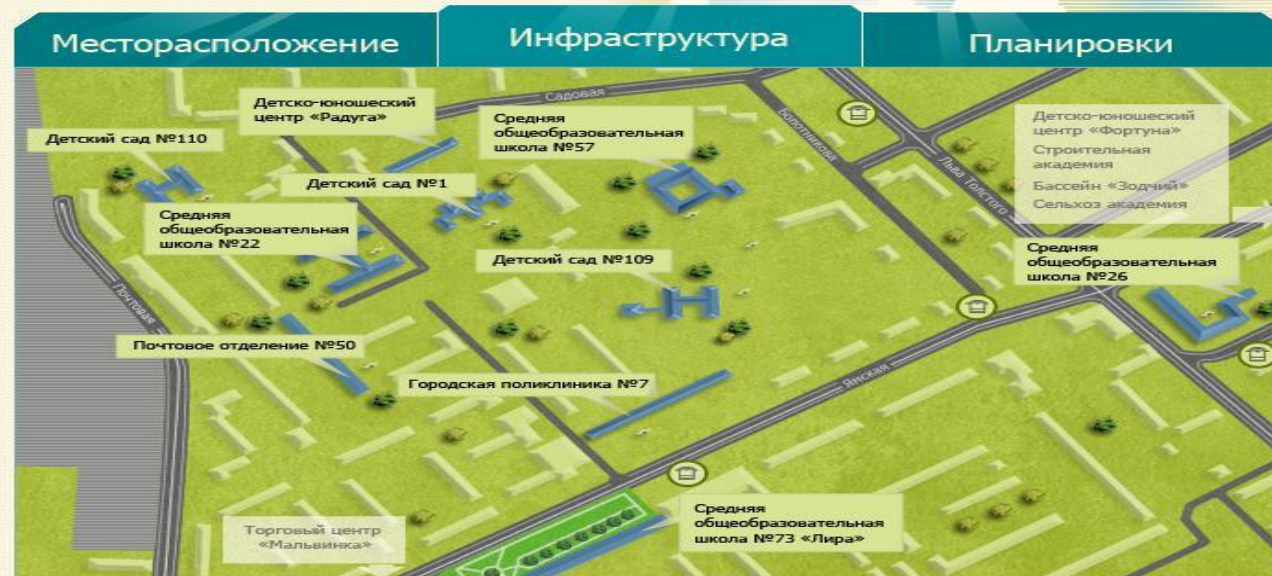 Месторасположение
Инфраструктура
Планировки
Детско-юношеский
центр «Радуга»
Садовая
Средняя
общеобразовательная
школа №57
Болотникова
Детско-юношеский
центр «Фортуна»
Строительная
академия
Бассейн «Зодчий»
Сельхоз академия
Детский сад №110
Детский сад №1
Льва Толстого
Средняя
общеобразовательная
школа №22
Детский сад №109
Средняя
общеобразовательная
школа №26
Почтовая
Почтовое отделение №50
Городская поликлиника №7
Янская
Средняя
общеобразовательная
школа №73 «Лира»
Торговый центр
«Мальвинка»